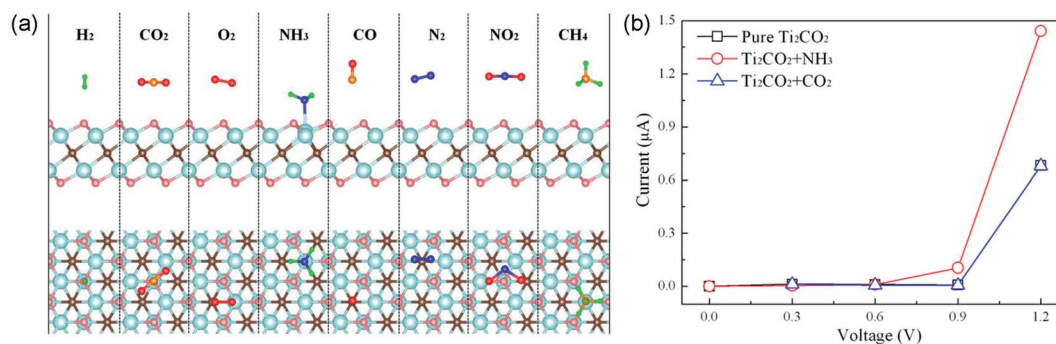 (a)
H₂ CO₂ O₂ NH₃ CO N₂ NO₂ CH₄
(b)
Pure Ti₂CO₂
Ti₂CO₂+NH₃
Ti₂CO₂+CO₂
Current (μA)
1.5
1.2
0.9
0.6
0.3
0.0
0.0 0.3 0.6 0.9 1.2
Voltage (V)